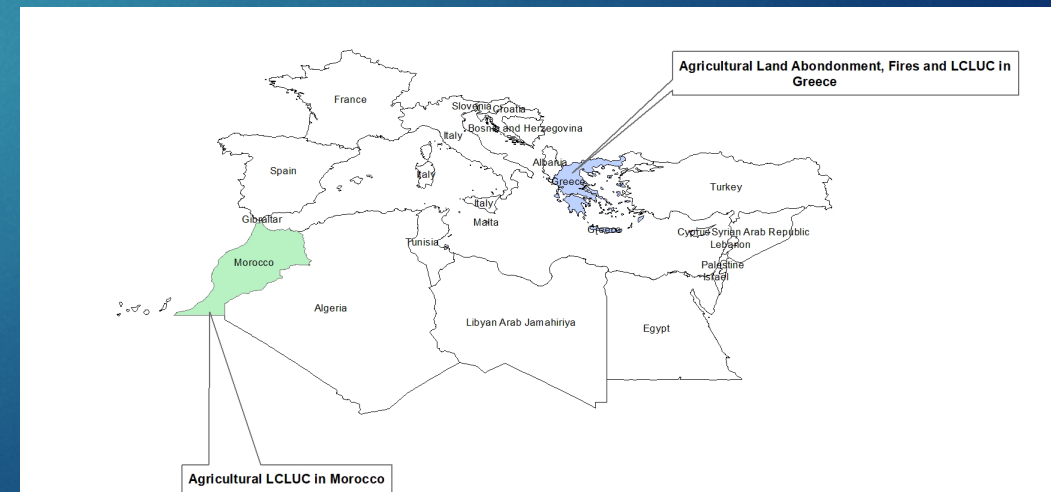 Agricultural Land Abondonment, Fires and LCLUC in
Greece
France
Slovenia
Croatia
Bosnia and Herzegovina
Italy
Spain
Italy
Albania
Greece
Turkey
Italy
Gibraltar
Malta
Greece
Tunisia
Cyprus
Syrian Arab Republic
Lebanon
Morocco
Palestine
Israel
Algeria
Libyan Arab Jamahiriya
Egypt
Agricultural LCLUC in Morocco